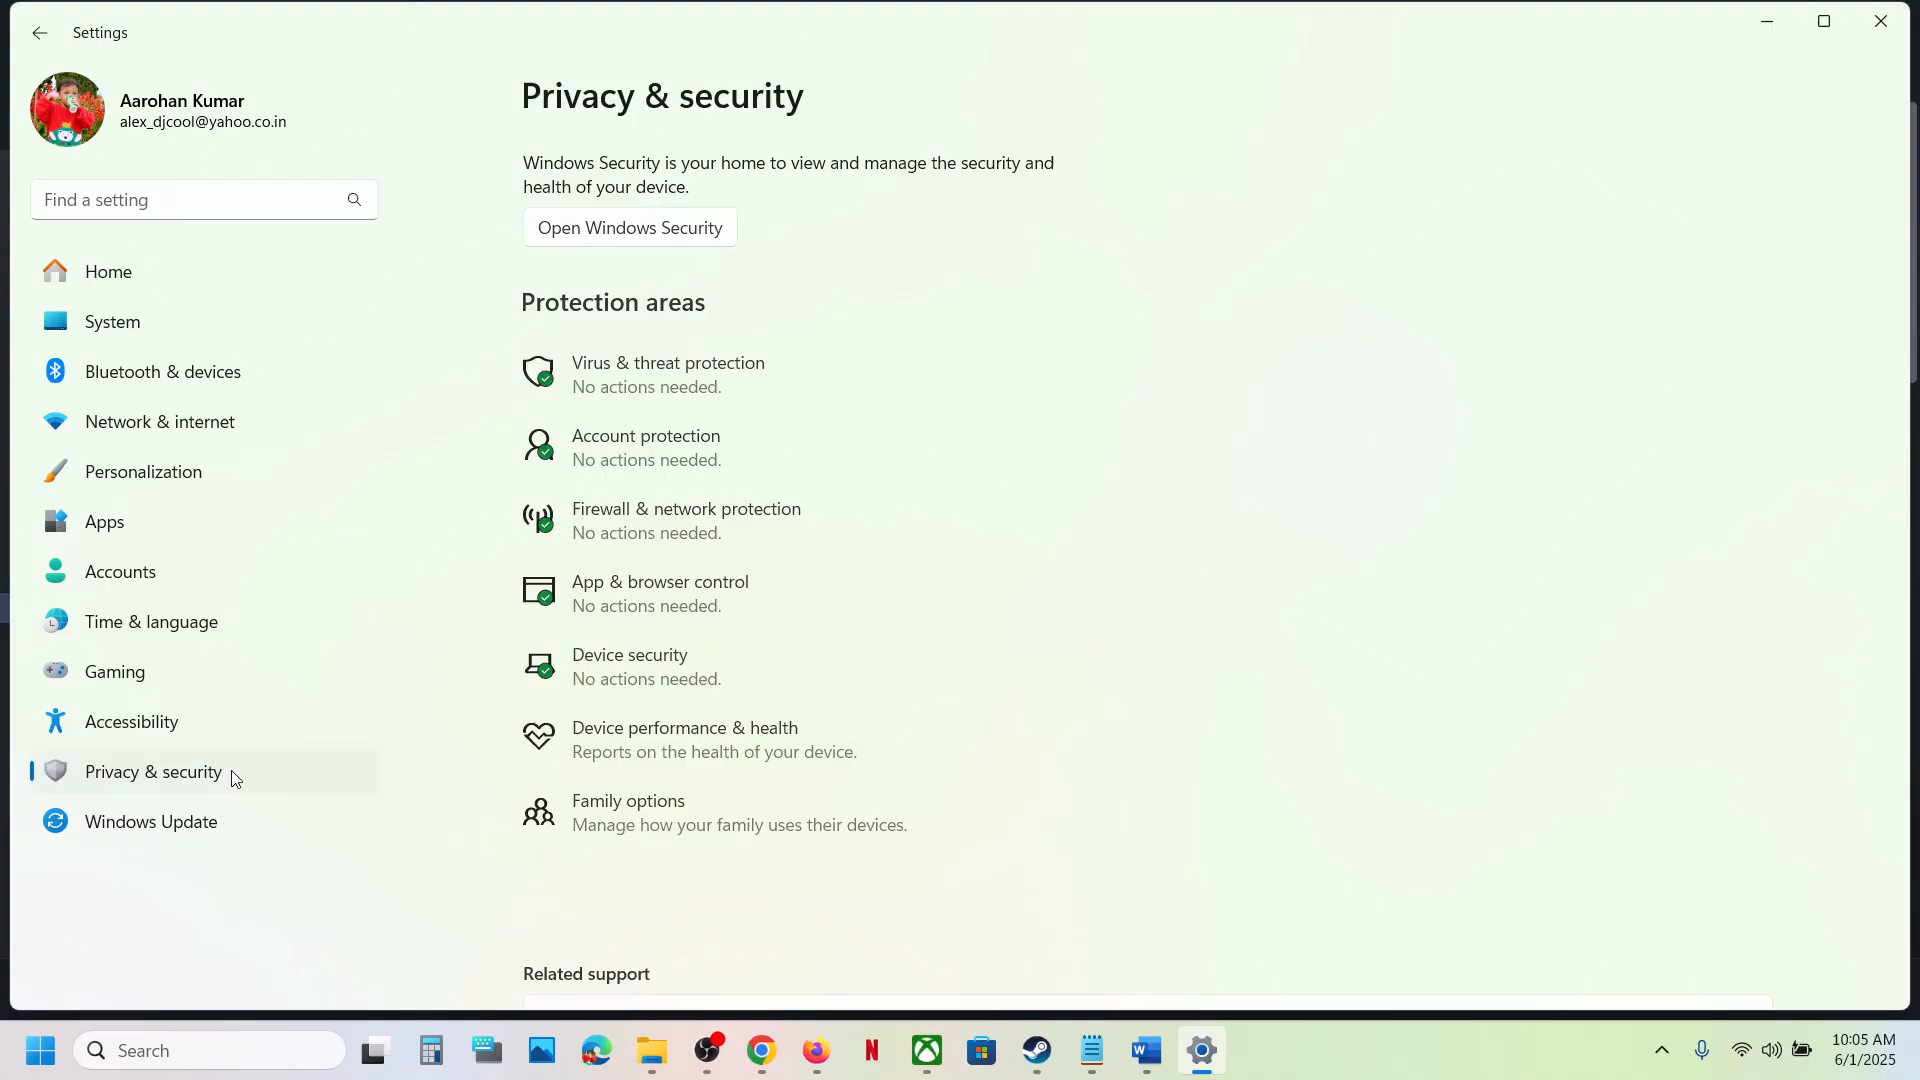 Settings
Aarohan Kumar
alex_djcool@yahoo.co.in
Find a setting
Home
System
Bluetooth & devices
Network & internet
Personalization
Apps
Accounts
Time & language
Gaming
Accessibility
Privacy & security
Windows Update
Privacy & security
Windows Security is your home to view and manage the security and
health of your device.
Open Windows Security
Protection areas
Virus & threat protection
No actions needed.
Account protection
No actions needed.
Firewall & network protection
No actions needed.
App & browser control
No actions needed.
Device security
No actions needed.
Device performance & health
Reports on the health of your device.
Family options
Manage how your family uses their devices.
Related support
Search
N
W
10:05 AM
6/1/2025